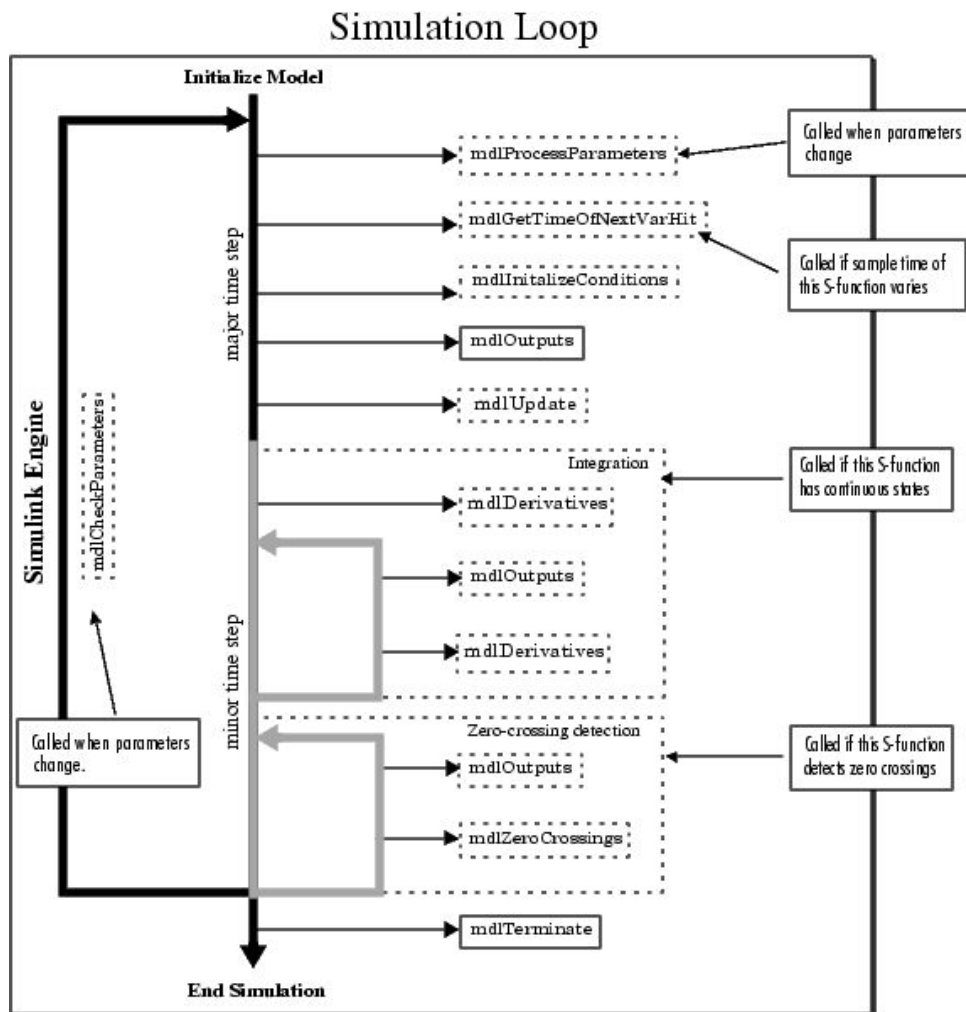 Simulation Loop
Initialize Model
Called when parameters
change
mdlProcessParameters
mdlGetTimeOfNextVarHit
Called if sample time of
this S-function varies
mdlInitalizeConditions
major time step
mdlOutputs
mdlUpdate
Simulink Engine
mdlCheckParameters
Integration
Called if this S-function
has continuous states
mdlDerivatives
mdlOutputs
mdlDerivatives
minor time step
Called when parameters
change.
Zero-crossing detection
Called if this S-function
detects zero crossings
mdlOutputs
mdlZeroCrossings
mdlTerminate
End Simulation